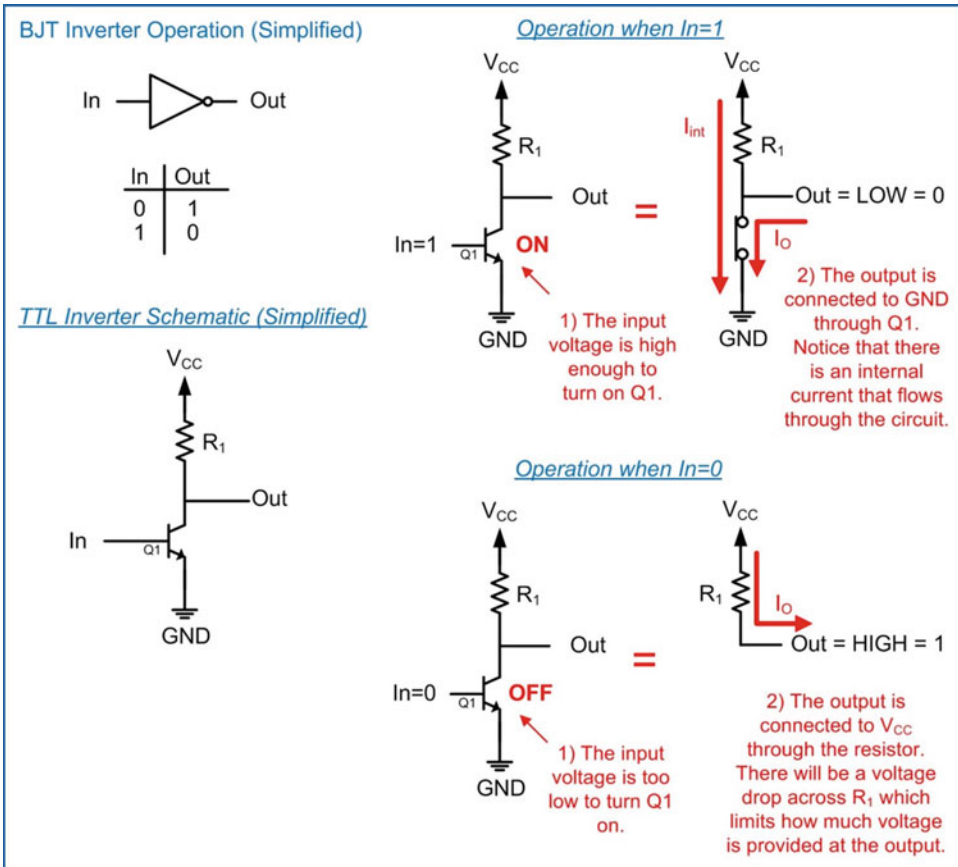 BJT Inverter Operation (Simplified)
In
Out
In Out
0 1
1 0
TTL Inverter Schematic (Simplified)
VCC
R1
Out
In
Q1
GND
Operation when In=1
VCC
R1
Out
In=1
Q1
ON
GND
1) The input
voltage is high
enough to
turn on Q1.
=
VCC
Iint
R1
Out = LOW = 0
IO
GND
2) The output is
connected to GND
through Q1.
Notice that there
is an internal
current that flows
through the circuit.
Operation when In=0
VCC
R1
Out
In=0
Q1
OFF
GND
1) The input
voltage is too
low to turn Q1
on.
=
VCC
R1
IO
Out = HIGH = 1
2) The output is
connected to VCC
through the resistor.
There will be a voltage
drop across R1 which
limits how much voltage
is provided at the output.